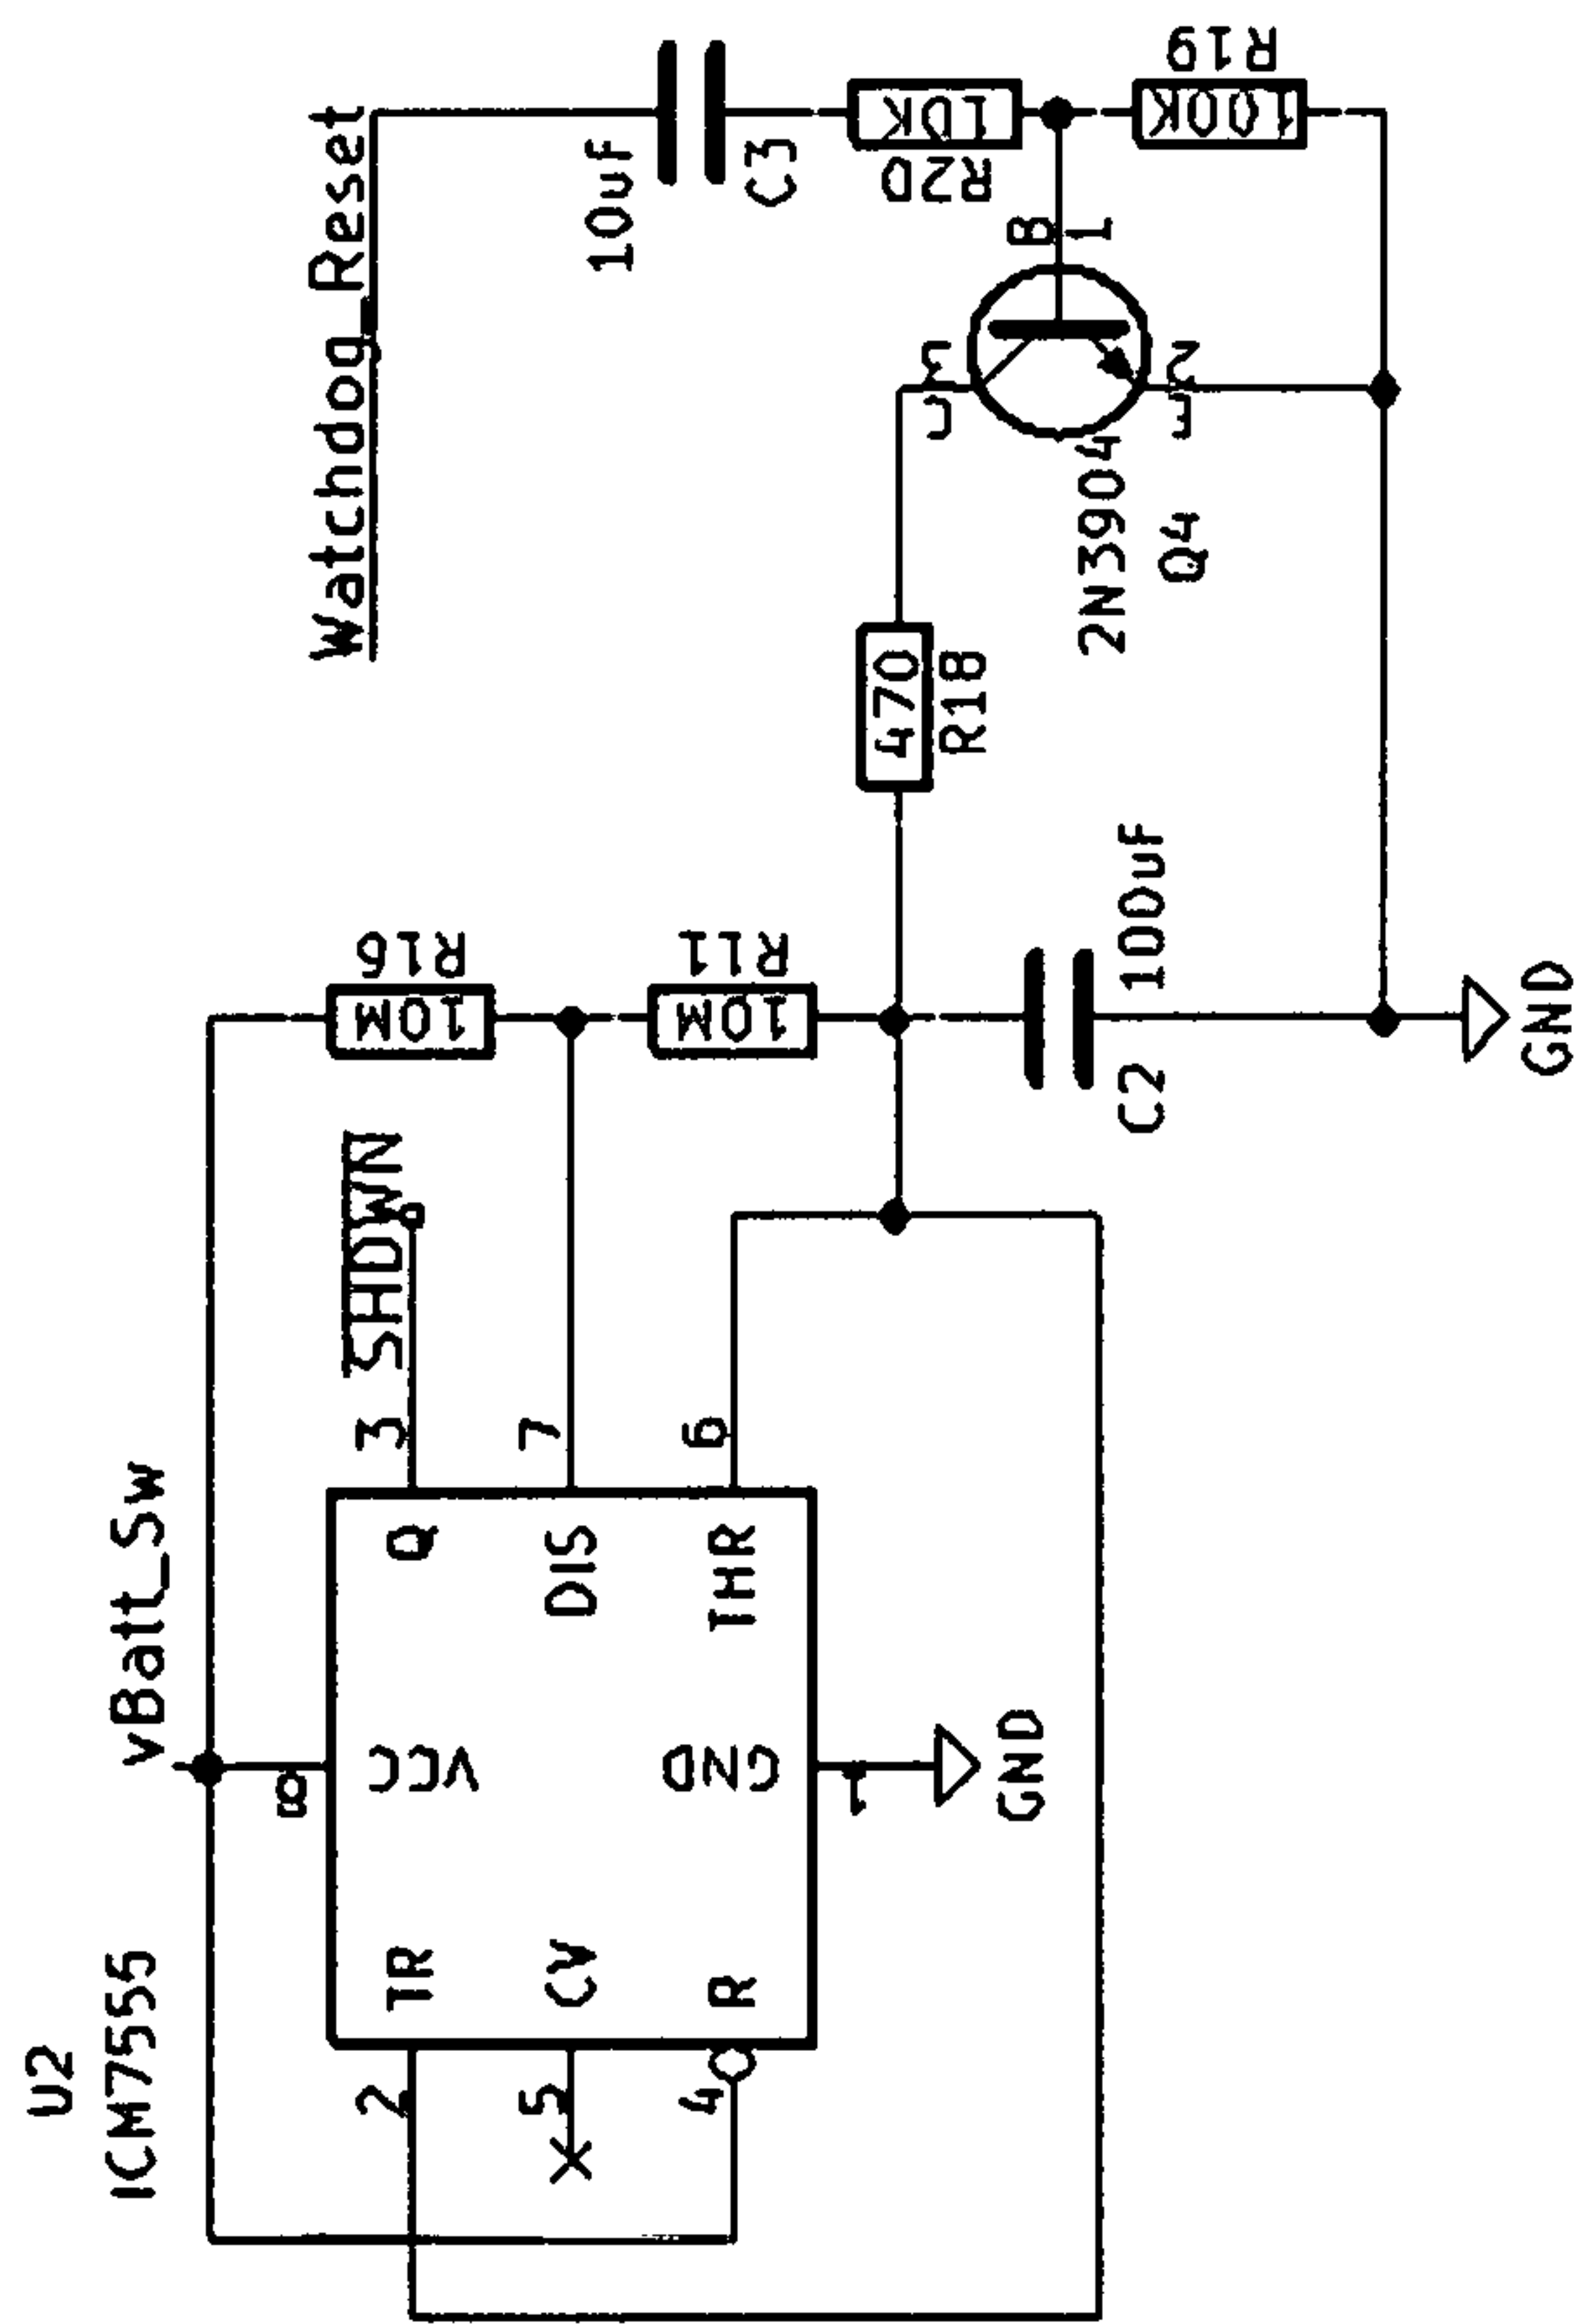 U2
ICM7555
vBatt_Sw
8
VCC
GND
1
GND
TR
CV
R
2
5
4
Q
DIS
THR
3
7
6
SHDWN
R16
10M
R11
10M
C2
100uF
GND
470
R18
Watchdog_Reset
10uF
C3
10K
R20
R19
100K
B
1
3
C
2
E
2N3904
Q4